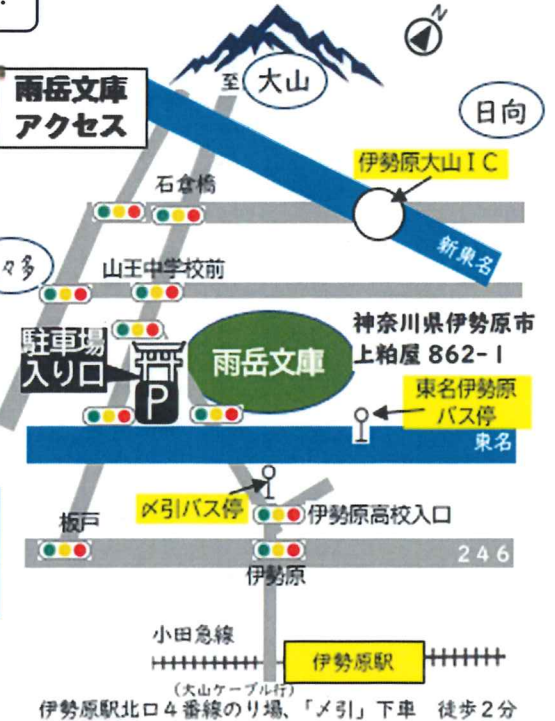 N
至 大山
雨岳文庫
アクセス
日向
伊勢原大山IC
石倉橋
新東名
々多
山王中学校前
神奈川県伊勢原市
上粕屋 862-1
駐車場
入り口
P
雨岳文庫
東名伊勢原
バス停
東名
〆引バス停
伊勢原高校入口
板戸
246
伊勢原
小田急線
伊勢原駅
(大山ケーブル行)
伊勢原駅北口4番線のり場、「〆引」下車 徒歩2分